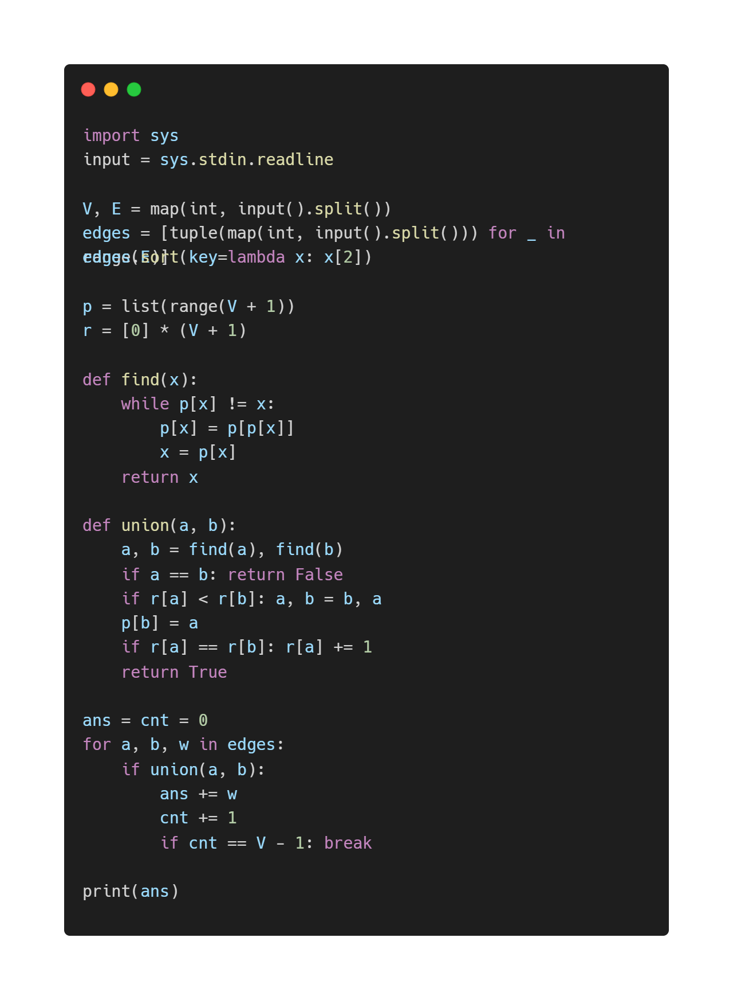 import sys
input = sys.stdin.readline

V, E = map(int, input().split())
edges = [tuple(map(int, input().split())) for _ in
range(E)]
edges.sort(key=lambda x: x[2])

p = list(range(V + 1))
r = [0] * (V + 1)

def find(x):
    while p[x] != x:
        p[x] = p[p[x]]
        x = p[x]
    return x

def union(a, b):
    a, b = find(a), find(b)
    if a == b: return False
    if r[a] < r[b]: a, b = b, a
    p[b] = a
    if r[a] == r[b]: r[a] += 1
    return True

ans = cnt = 0
for a, b, w in edges:
    if union(a, b):
        ans += w
        cnt += 1
        if cnt == V - 1: break

print(ans)